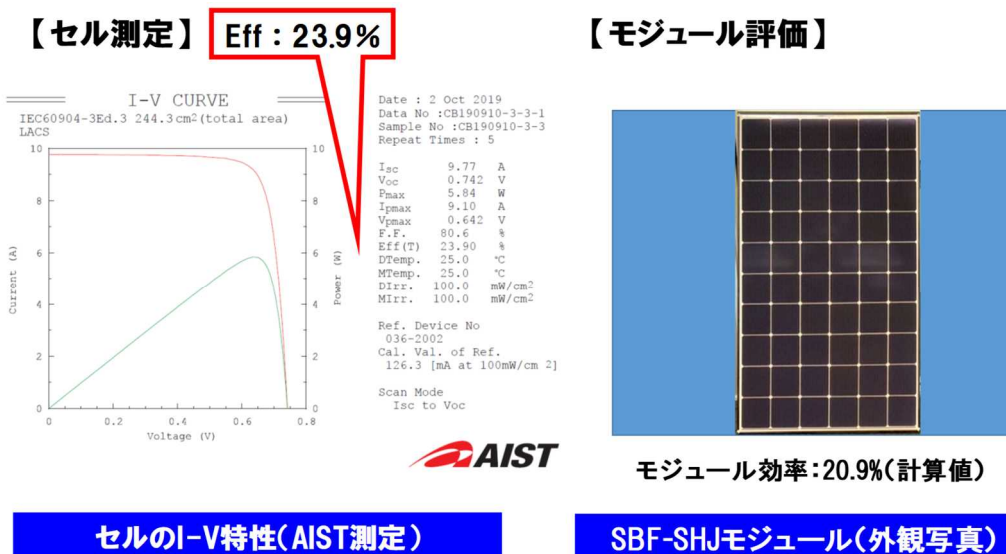 【セル測定】
Eff : 23.9%
I-V CURVE
IEC60904-3Ed.3 244.3cm2(total area)
LACS
10
8
6
4
2
0
0
0.2
0.4
0.6
0.8
10
8
6
4
2
0
Current (A)
Voltage (V)
Power (W)
Date : 2 Oct 2019
Data No :CB190910-3-3-1
Sample No :CB190910-3-3
Repeat Times : 5
Isc 9.77 A
Voc 0.742 V
Pmax 5.84 W
Ipmax 9.10 A
Vpmax 0.642 V
F.F. 80.6 %
Eff(T) 23.90 %
DTemp. 25.0 ℃
MTemp. 25.0 ℃
DIrr. 100.0 mW/cm2
MIrr. 100.0 mW/cm2
Ref. Device No
036-2002
Cal. Val. of Ref.
126.3 [mA at 100mW/cm 2]
Scan Mode
Isc to Voc
AIST
セルのI-V特性(AIST測定)
【モジュール評価】
モジュール効率:20.9%(計算値)
SBF-SHJモジュール(外観写真)